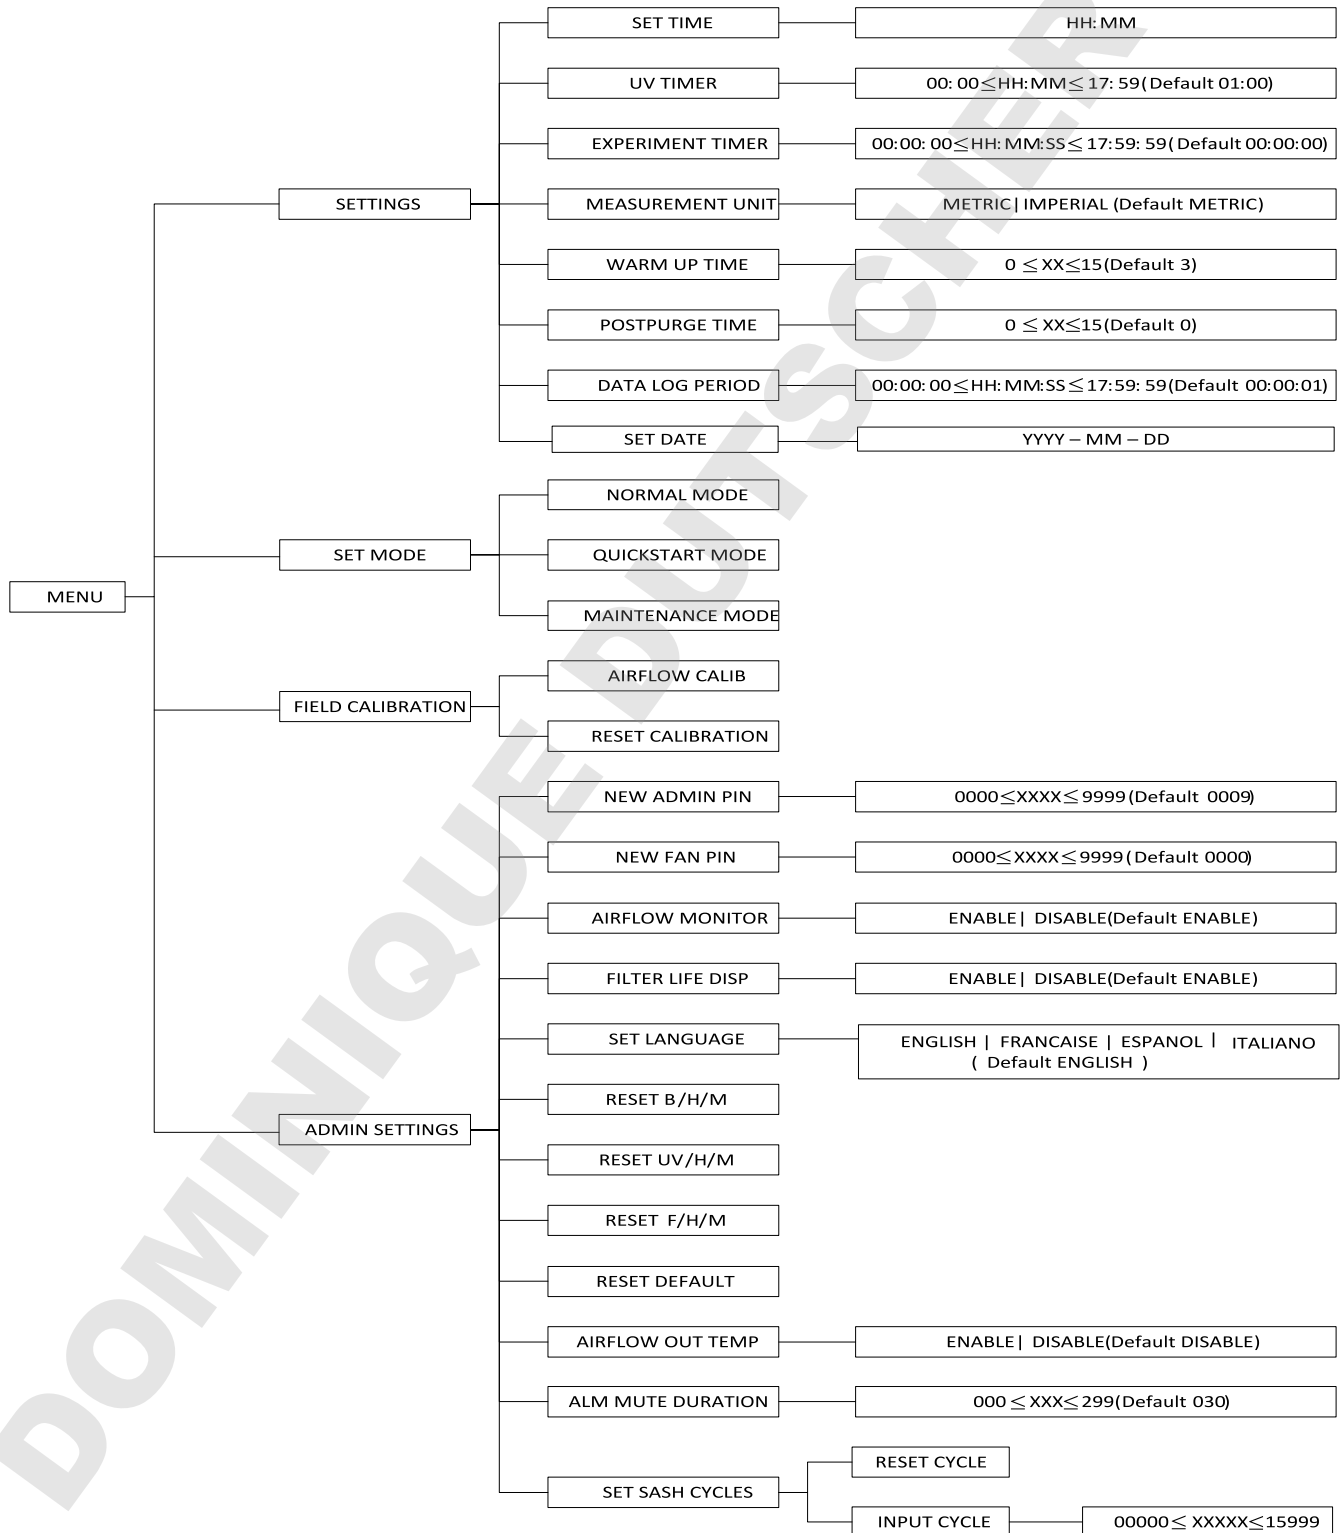 SET TIME HH: MM
UV TIMER 00: 00≤HH: MM≤ 17: 59(Default 01:00)
EXPERIMENT TIMER 00:00: 00≤HH: MM:SS≤ 17:59: 59( Default 00:00:00)
SETTINGS MEASUREMENT UNIT METRIC| IMPERIAL (Default METRIC)
WARM UP TIME 0 ≤ XX≤15(Default 3)
POSTPURGE TIME 0 ≤ XX≤15(Default 0)
DATA LOG PERIOD 00:00: 00≤HH: MM:SS≤ 17:59: 59(Default 00:00:01)
SET DATE YYYY – MM – DD
NORMAL MODE
SET MODE QUICKSTART MODE
MENU
MAINTENANCE MODE
AIRFLOW CALIB
FIELD CALIBRATION
RESET CALIBRATION
NEW ADMIN PIN 0000≤XXXX≤ 9999(Default 0009)
NEW FAN PIN 0000≤XXXX≤ 9999 ( Default 0000)
AIRFLOW MONITOR ENABLE| DISABLE(Default ENABLE)
FILTER LIFE DISP ENABLE| DISABLE(Default ENABLE)
SET LANGUAGE ENGLISH | FRANCAISE | ESPANOL | ITALIANO
( Default ENGLISH )
RESET B/H/M
ADMIN SETTINGS
RESET UV/H/M
RESET F/H/M
RESET DEFAULT
AIRFLOW OUT TEMP ENABLE| DISABLE(Default DISABLE)
ALM MUTE DURATION 000 ≤ XXX≤ 299(Default 030)
RESET CYCLE
SET SASH CYCLES
INPUT CYCLE 00000≤ XXXXX≤15999
DOMINIQUE DUTSCHER